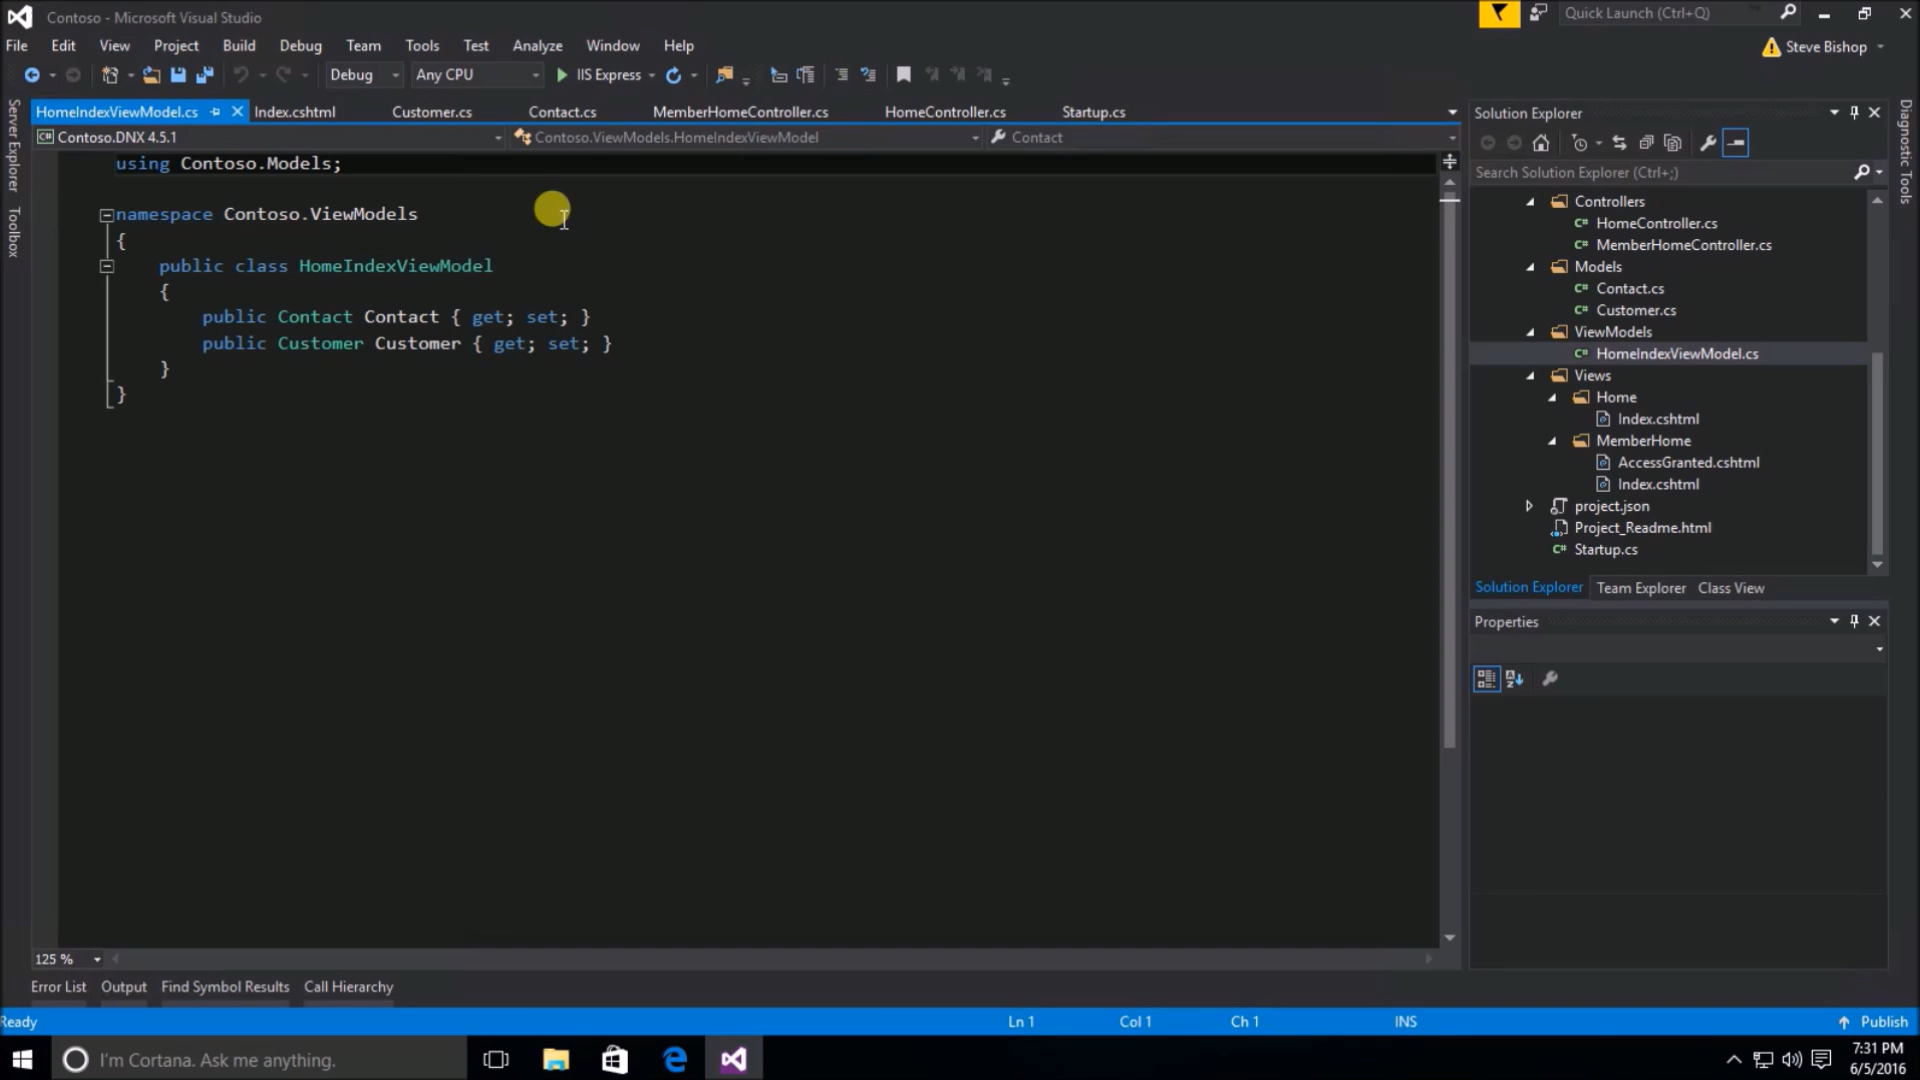 Contoso - Microsoft Visual Studio
Quick Launch (Ctrl+Q)
File Edit View Project Build Debug Team Tools Test Analyze Window Help
Steve Bishop
Debug Any CPU IIS Express
HomeIndexViewModel.cs Index.cshtml Customer.cs Contact.cs MemberHomeController.cs HomeController.cs Startup.cs
Contoso.DNX 4.5.1 Contoso.ViewModels.HomeIndexViewModel Contact
using Contoso.Models;
namespace Contoso.ViewModels
{
public class HomeIndexViewModel
{
public Contact Contact { get; set; }
public Customer Customer { get; set; }
}
}
Server Explorer
Toolbox
Solution Explorer
Search Solution Explorer (Ctrl+;)
Controllers
HomeController.cs
MemberHomeController.cs
Models
Contact.cs
Customer.cs
ViewModels
HomeIndexViewModel.cs
Views
Home
Index.cshtml
MemberHome
AccessGranted.cshtml
Index.cshtml
project.json
Project_Readme.html
Startup.cs
Solution Explorer Team Explorer Class View
Properties
Diagnostic Tools
125 %
Error List Output Find Symbol Results Call Hierarchy
Ready Ln 1 Col 1 Ch 1 INS Publish
I'm Cortana. Ask me anything.
7:31 PM
6/5/2016